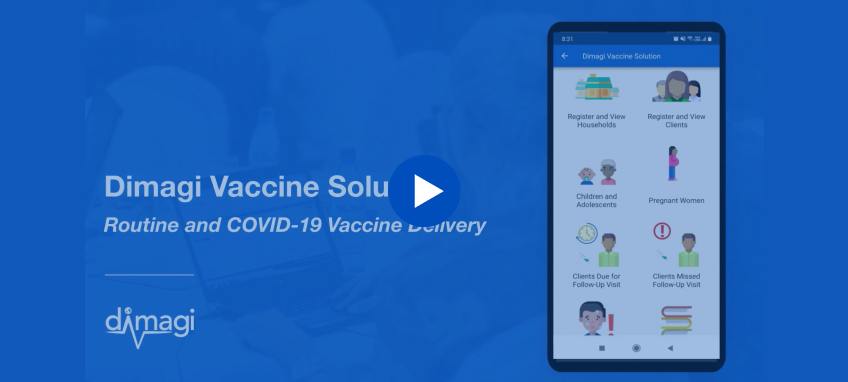 8:31
Dimagi Vaccine Solution
Register and View
Households
Register and View
Clients
Dimagi Vaccine Solu
Children and
Adolescents
Pregnant Women
Routine and COVID-19 Vaccine Delivery
Clients Due for
Follow-Up Visit
Clients Missed
Follow-Up Visit
dimagi